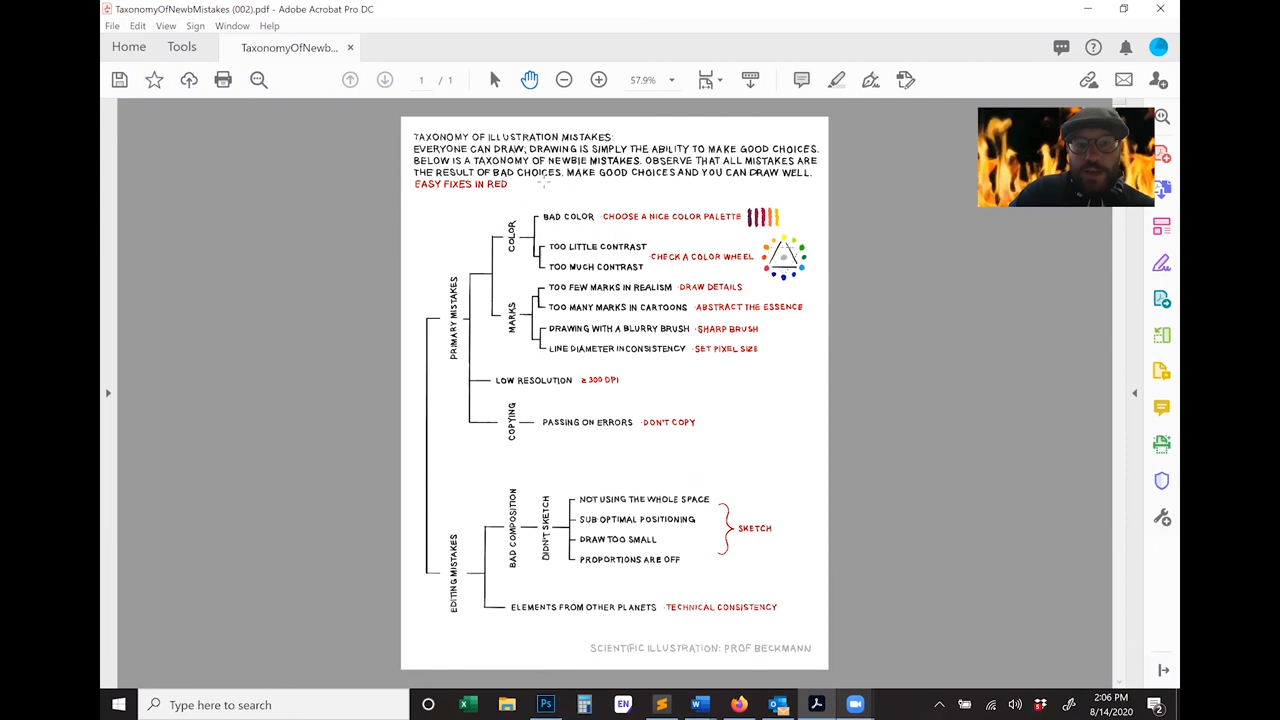 TaxonomyOfNewbMistakes (002).pdf - Adobe Acrobat Pro DC
File Edit View Sign Window Help
Home Tools TaxonomyOfNewb... ×
1 / 1 57.9%
TAXONOMY OF ILLUSTRATION MISTAKES:
EVERYONE CAN DRAW; DRAWING IS SIMPLY THE ABILITY TO MAKE GOOD CHOICES.
BELOW IS A TAXONOMY OF NEWBIE MISTAKES. OBSERVE THAT ALL MISTAKES ARE
THE RESULT OF BAD CHOICES. MAKE GOOD CHOICES AND YOU CAN DRAW WELL.
EASY FIXES IN RED
PRIMARY MISTAKES
COLOR
BAD COLOR ·CHOOSE A NICE COLOR PALETTE
TOO LITTLE CONTRAST
·CHECK A COLOR WHEEL
TOO MUCH CONTRAST
MARKS
TOO FEW MARKS IN REALISM ·DRAW DETAILS
TOO MANY MARKS IN CARTOONS ·ABSTRACT THE ESSENCE
DRAWING WITH A BLURRY BRUSH ·SHARP BRUSH
LINE DIAMETER INCONSISTENCY ·SET PIXEL SIZE
LOW RESOLUTION ≥300 DPI
COPYING
PASSING ON ERRORS ·DON'T COPY
EDITING MISTAKES
BAD COMPOSITION
DIDN'T SKETCH
NOT USING THE WHOLE SPACE
SUB OPTIMAL POSITIONING
SKETCH
DRAW TOO SMALL
PROPORTIONS ARE OFF
ELEMENTS FROM OTHER PLANETS ·TECHNICAL CONSISTENCY
SCIENTIFIC ILLUSTRATION: PROF BECKMANN
Type here to search
EN
2:06 PM
8/14/2020
2